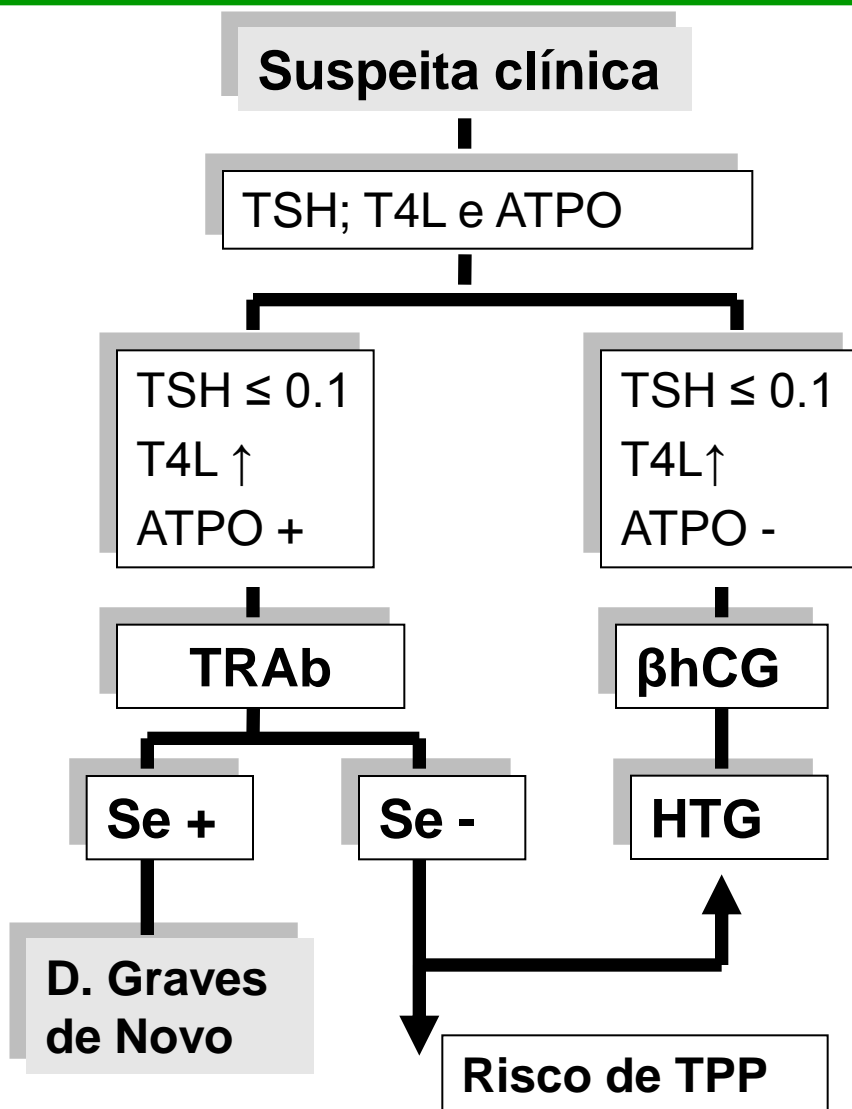 Suspeita clínica
TSH; T4L e ATPO
TSH ≤ 0.1
T4L ↑
ATPO +
TSH ≤ 0.1
T4L↑
ATPO -
TRAb
βhCG
Se +
Se -
HTG
D. Graves
de Novo
Risco de TPP